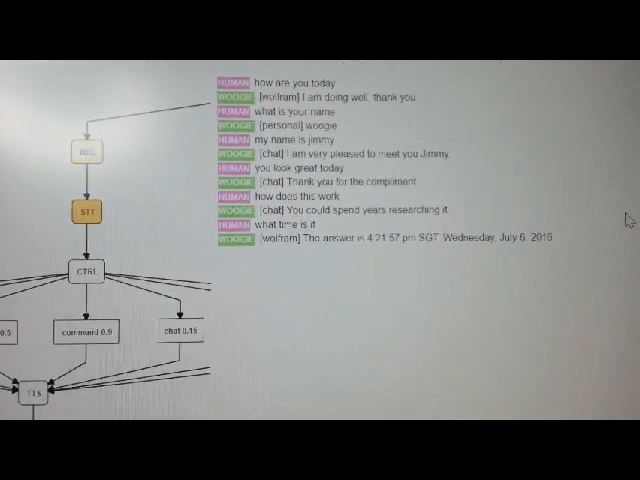 HUMAN how are you today
WOOGIE [wolfram] I am doing well, thank you.
HUMAN what is your name
WOOGIE [personal] woogie
HUMAN my name is jimmy
WOOGIE [chat] I am very pleased to meet you Jimmy.
HUMAN you look great today
WOOGIE [chat] Thank you for the compliment.
HUMAN how does this work
WOOGIE [chat] You could spend years researching it.
HUMAN what time is it
WOOGIE [wolfram] The answer is 4:21:57 pm SGT, Wednesday, July 6, 2016
REC
STT
CTRL
0.5
command 0.9
chat 0.15
TTS